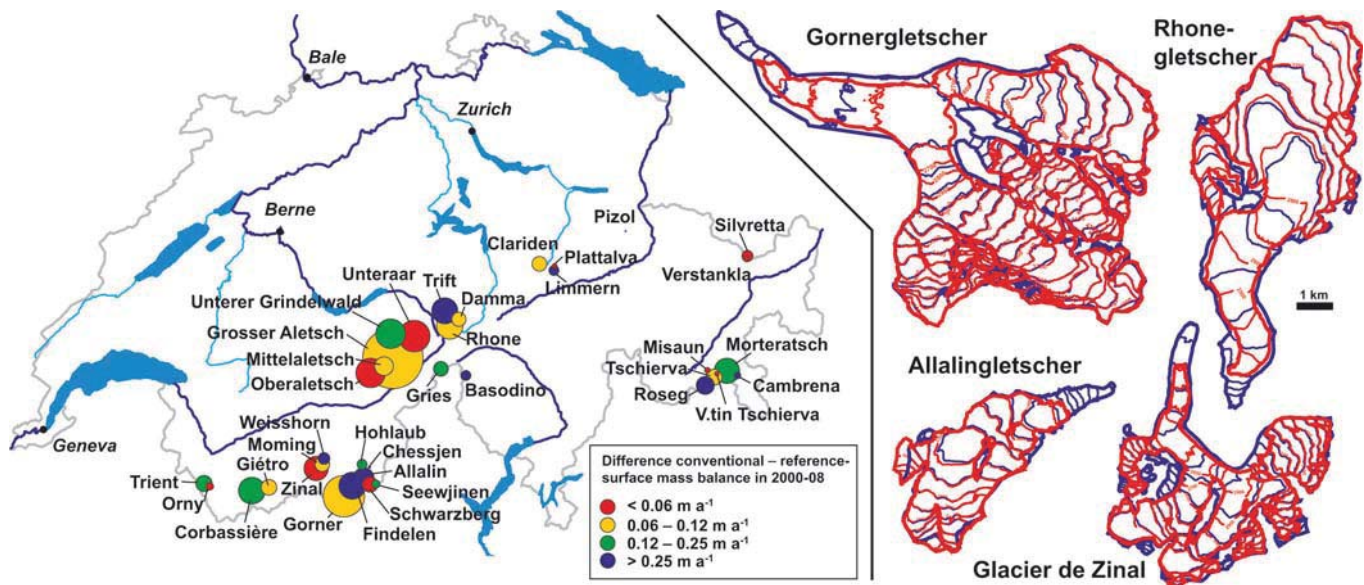 Bale
Zurich
Berne
Geneva
Pizol
Silvretta
Verstankla
Clariden
Plattalva
Limmern
Unteraar
Trift
Damma
Unterer Grindelwald
Rhone
Grosser Aletsch
Mittelaletsch
Oberaletsch
Gries
Basodino
Misaun
Morteratsch
Tschierva
Cambrena
Roseg
V.tin Tschierva
Weisshorn
Moming
Giétro
Zinal
Trient
Orny
Corbassière
Gorner
Hohlaub
Chessjen
Allalin
Seewjinen
Schwarzberg
Findelen
Difference conventional – reference-
surface mass balance in 2000-08
< 0.06 m a⁻¹
0.06 – 0.12 m a⁻¹
0.12 – 0.25 m a⁻¹
> 0.25 m a⁻¹
Gornergletscher
Rhone-
gletscher
1 km
Allalingletscher
Glacier de Zinal